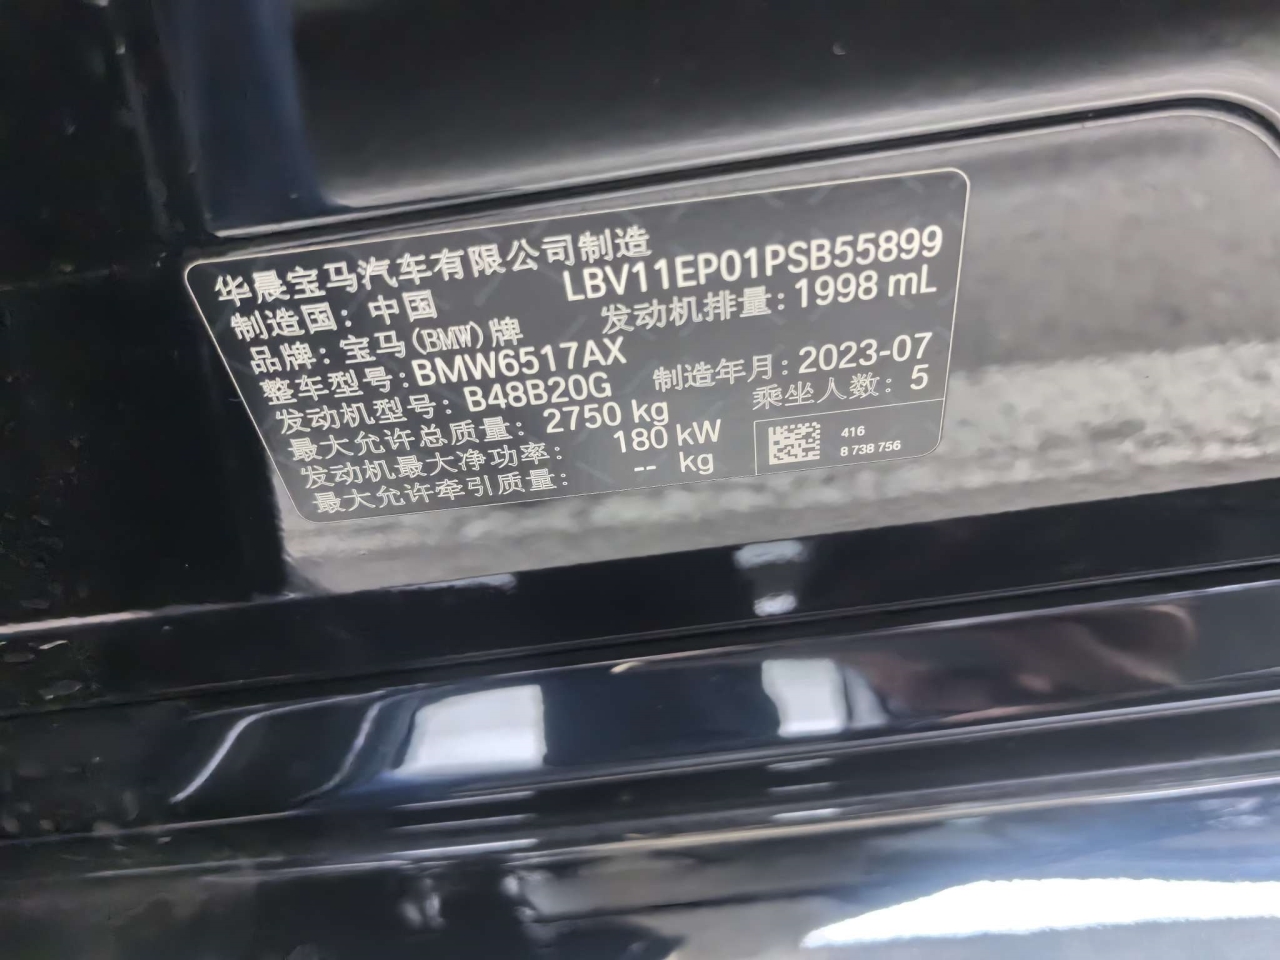 华晨宝马汽车有限公司制造
制造国：中国 LBV11EP01PSB55899
品牌：宝马(BMW)牌 发动机排量：1998 mL
整车型号：BMW6517AX
发动机型号：B48B20G 制造年月：2023-07
最大允许总质量：2750 kg 乘坐人数：5
发动机最大净功率：180 kW
最大允许牵引质量：-- kg
416
8 738 756